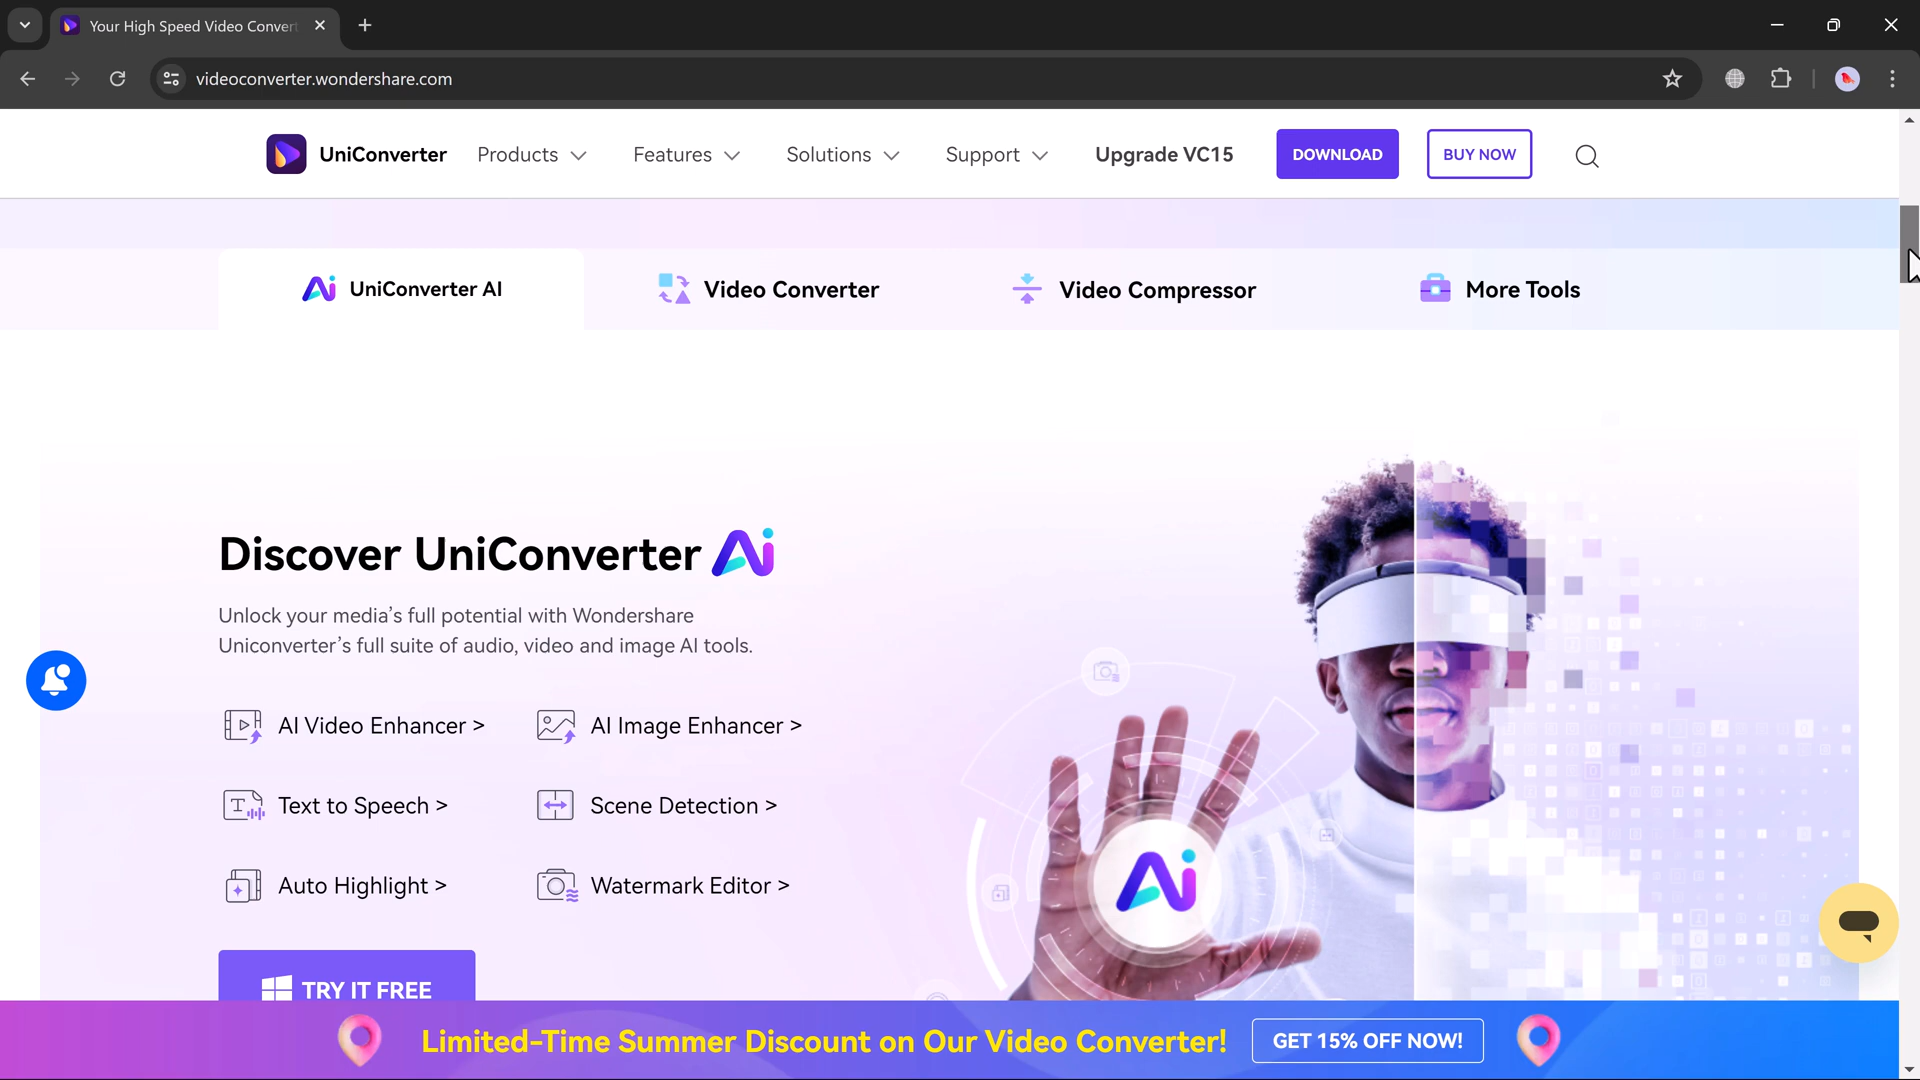 Your High Speed Video Convert
videoconverter.wondershare.com
UniConverter
Products
Features
Solutions
Support
Upgrade VC15
DOWNLOAD
BUY NOW
UniConverter AI
Video Converter
Video Compressor
More Tools
Discover UniConverter Ai
Unlock your media’s full potential with Wondershare
Uniconverter’s full suite of audio, video and image AI tools.
AI Video Enhancer >
AI Image Enhancer >
Text to Speech >
Scene Detection >
Auto Highlight >
Watermark Editor >
Ai
TRY IT FREE
Limited-Time Summer Discount on Our Video Converter!
GET 15% OFF NOW!